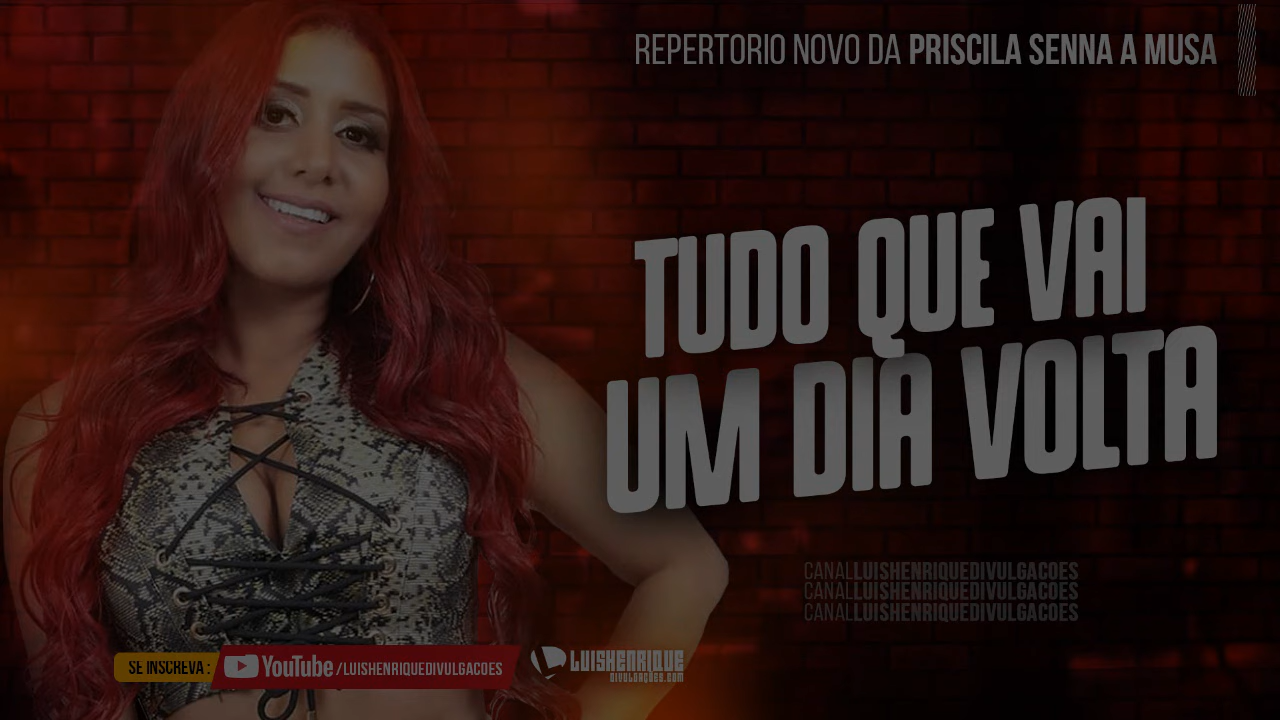 REPERTORIO NOVO DA PRISCILA SENNA A MUSA
TUDO QUE VAI
UM DIA VOLTA
CANALLUISHENRIQUEDIVULGACOES
CANALLUISHENRIQUEDIVULGACOES
CANALLUISHENRIQUEDIVULGACOES
SE INSCREVA : YouTube /LUISHENRIQUEDIVULGACOES
LUISHENRIQUE
DIVULGAÇÕES.COM